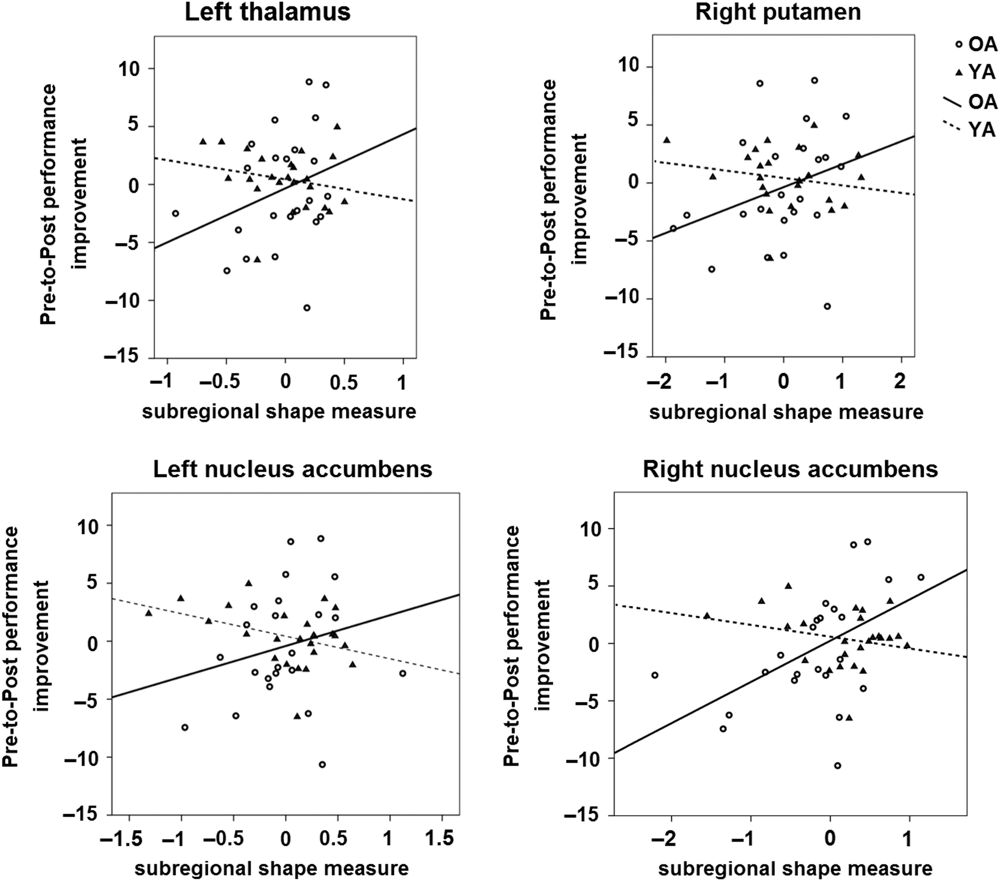 Left thalamus
Pre-to-Post performance
improvement
10
5
0
–5
–10
–15
–1 –0.5 0 0.5 1
subregional shape measure
Right putamen
Pre-to-Post performance
improvement
10
5
0
–5
–10
–15
–2 –1 0 1 2
subregional shape measure
OA
YA
OA
YA
Left nucleus accumbens
Pre-to-Post performance
improvement
10
5
0
–5
–10
–15
–1.5 –1 –0.5 0 0.5 1 1.5
subregional shape measure
Right nucleus accumbens
Pre-to-Post performance
improvement
10
5
0
–5
–10
–15
–2 –1 0 1
subregional shape measure